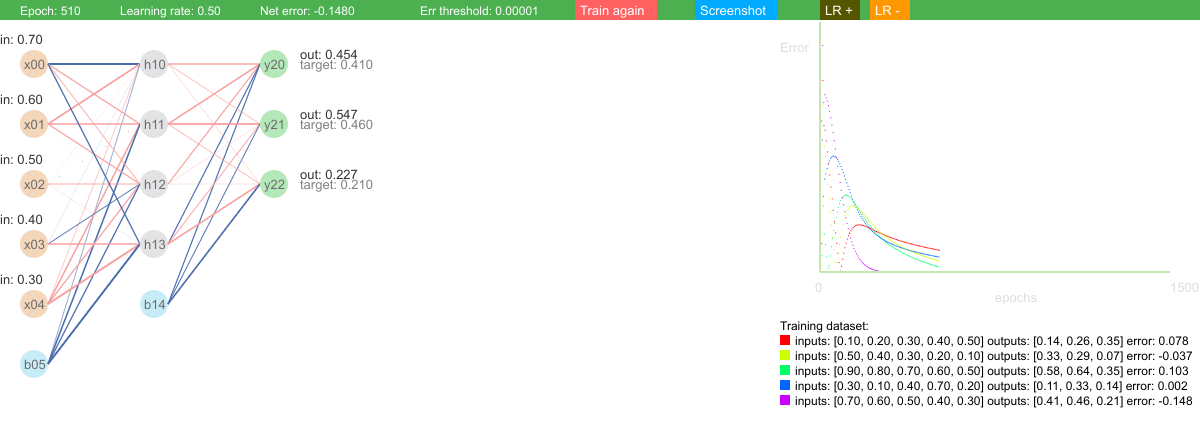 Epoch: 510 Learning rate: 0.50 Net error: -0.1480 Err threshold: 0.00001 Train again Screenshot LR + LR -
in: 0.70
x00 h10 y20 out: 0.454
target: 0.410
in: 0.60
x01 h11 y21 out: 0.547
target: 0.460
in: 0.50
x02 h12 y22 out: 0.227
target: 0.210
in: 0.40
x03 h13
in: 0.30
x04 b14
b05
Error
0 1500
epochs
Training dataset:
inputs: [0.10, 0.20, 0.30, 0.40, 0.50] outputs: [0.14, 0.26, 0.35] error: 0.078
inputs: [0.50, 0.40, 0.30, 0.20, 0.10] outputs: [0.33, 0.29, 0.07] error: -0.037
inputs: [0.90, 0.80, 0.70, 0.60, 0.50] outputs: [0.58, 0.64, 0.35] error: 0.103
inputs: [0.30, 0.10, 0.40, 0.70, 0.20] outputs: [0.11, 0.33, 0.14] error: 0.002
inputs: [0.70, 0.60, 0.50, 0.40, 0.30] outputs: [0.41, 0.46, 0.21] error: -0.148